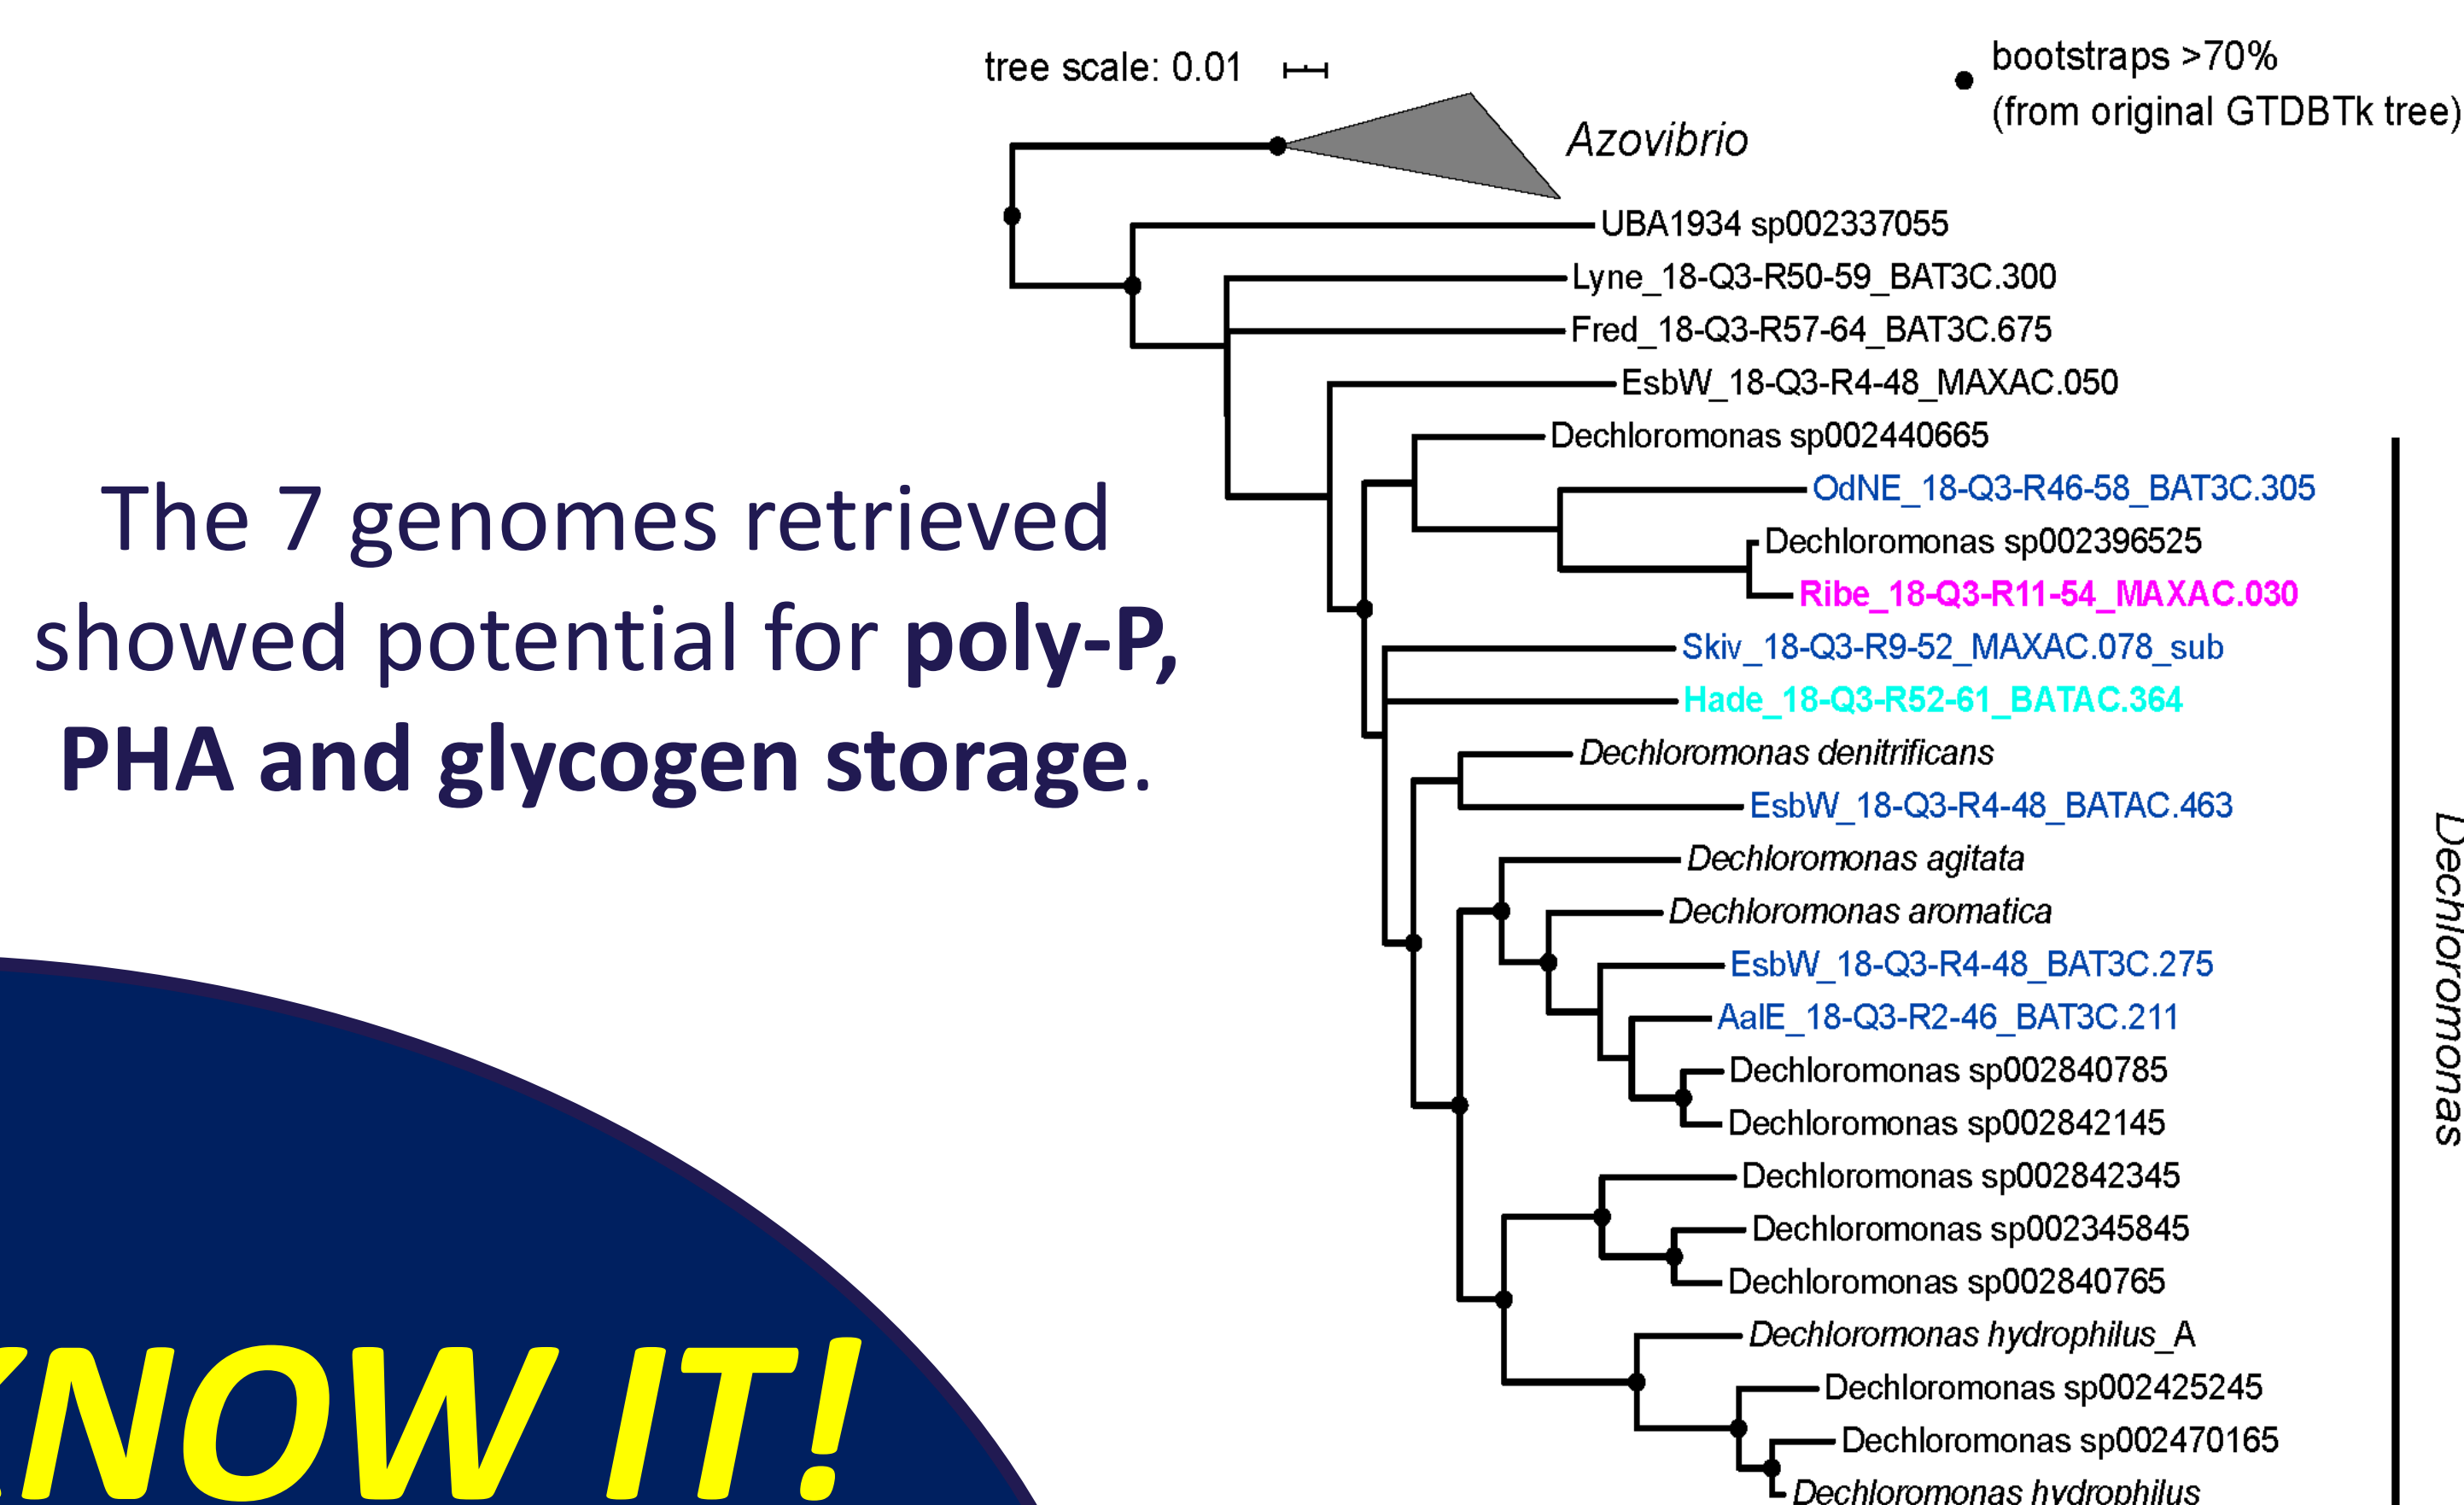 tree scale: 0.01
bootstraps >70%
(from original GTDBTk tree)
Azovibrio
UBA1934 sp002337055
Lyne_18-Q3-R50-59_BAT3C.300
Fred_18-Q3-R57-64_BAT3C.675
EsbW_18-Q3-R4-48_MAXAC.050
Dechloromonas sp002440665
OdNE_18-Q3-R46-58_BAT3C.305
Dechloromonas sp002396525
Ribe_18-Q3-R11-54_MAXAC.030
Skiv_18-Q3-R9-52_MAXAC.078_sub
Hade_18-Q3-R52-61_BATAC.364
Dechloromonas denitrificans
EsbW_18-Q3-R4-48_BATAC.463
Dechloromonas agitata
Dechloromonas aromatica
EsbW_18-Q3-R4-48_BAT3C.275
AalE_18-Q3-R2-46_BAT3C.211
Dechloromonas sp002840785
Dechloromonas sp002842145
Dechloromonas sp002842345
Dechloromonas sp002345845
Dechloromonas sp002840765
Dechloromonas hydrophilus_A
Dechloromonas sp002425245
Dechloromonas sp002470165
Dechloromonas hydrophilus
Dechloromonas
The 7 genomes retrieved
showed potential for poly-P,
PHA and glycogen storage.
KNOW IT!